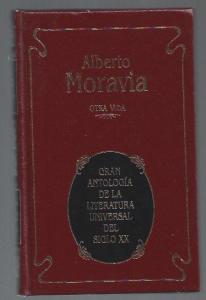 Alberto
Moravia
OTRA VIDA
GRAN
ANTOLOGÍA
DE LA
LITERATURA
UNIVERSAL
DEL
SIGLO XX